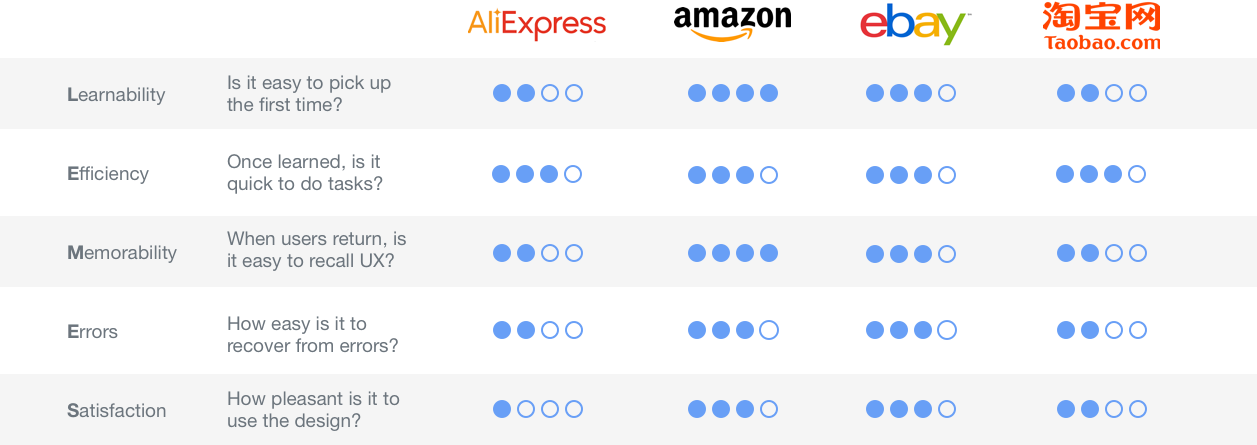 AliExpress
amazon
ebay™
淘宝网
Taobao.com
Learnability
Is it easy to pick up
the first time?
Efficiency
Once learned, is it
quick to do tasks?
Memorability
When users return, is
it easy to recall UX?
Errors
How easy is it to
recover from errors?
Satisfaction
How pleasant is it to
use the design?